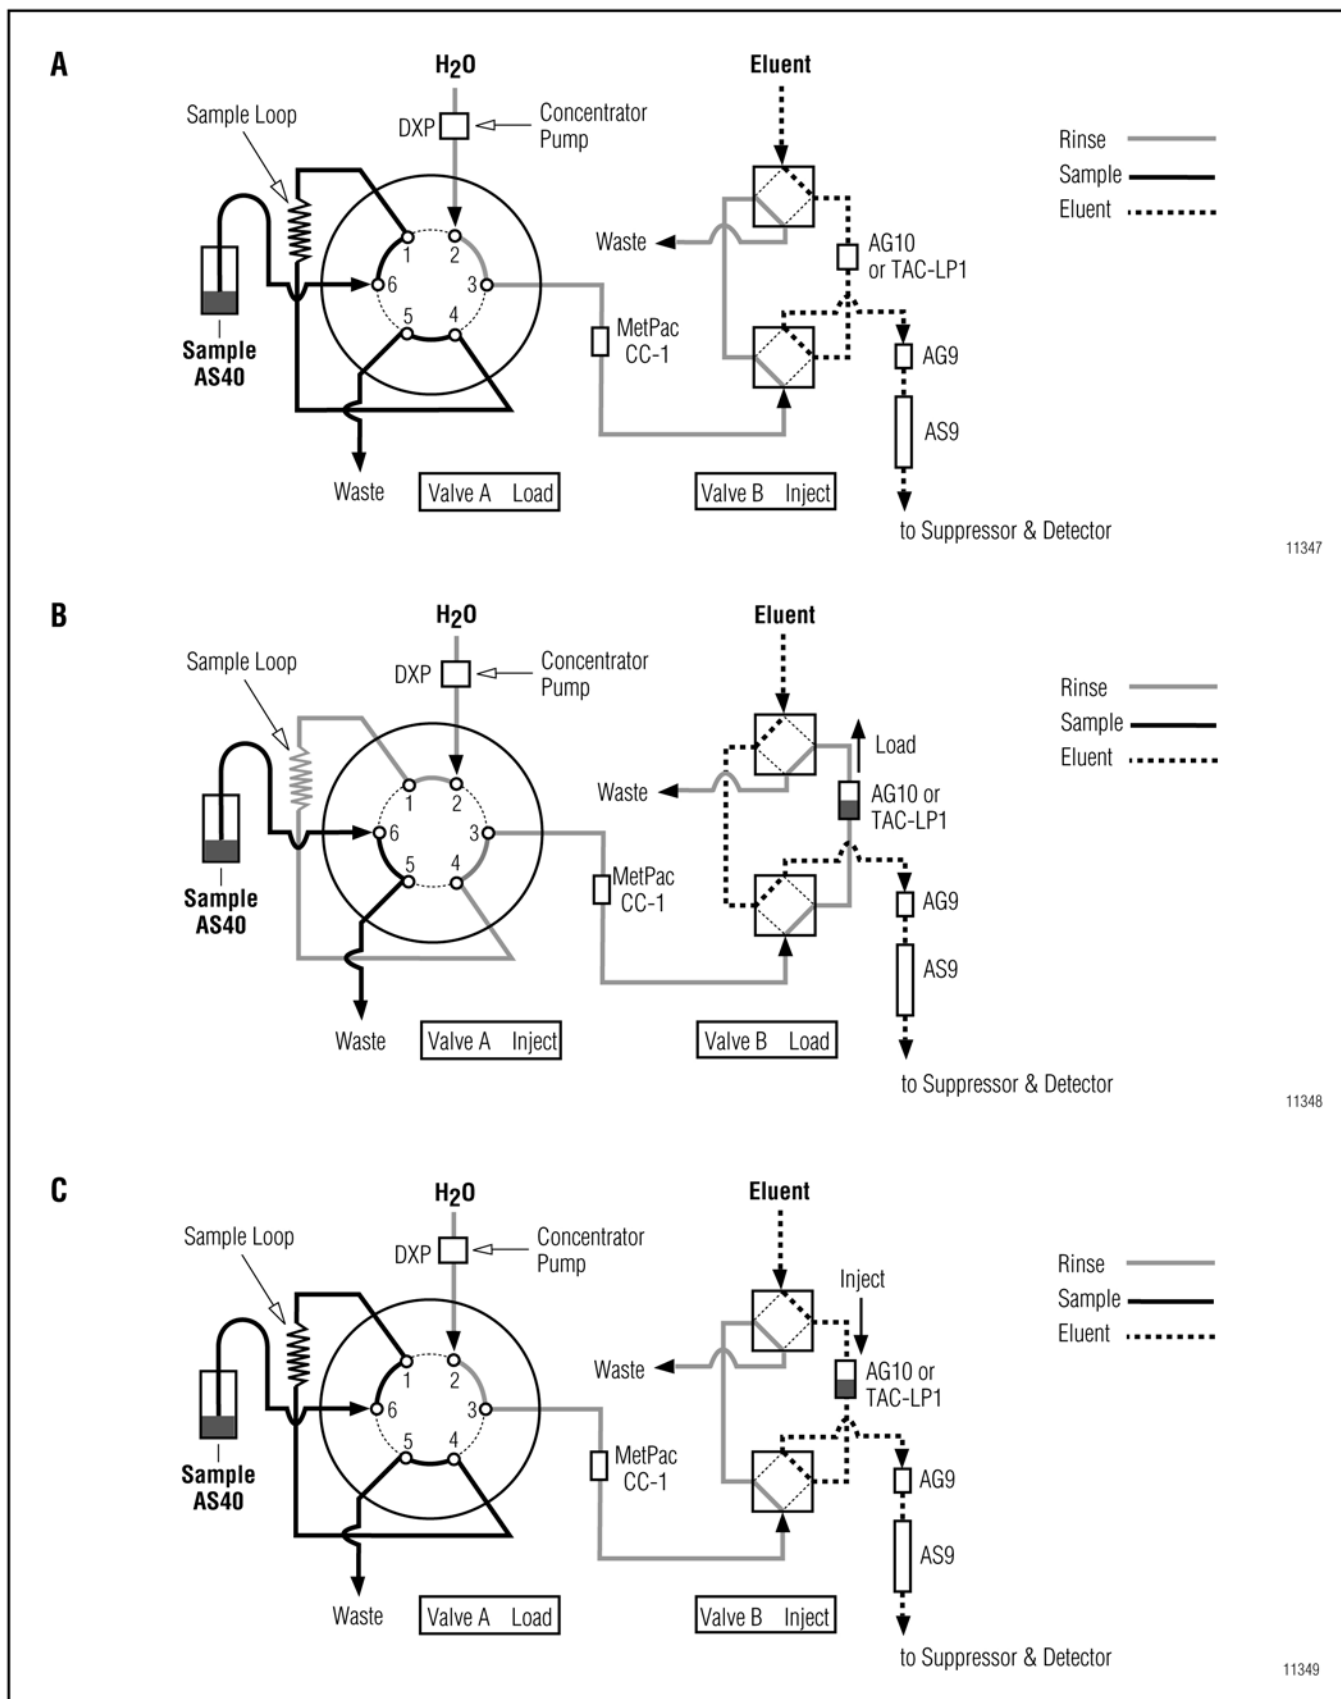 A
H2O
Eluent
Sample Loop
DXP
Concentrator
Pump
Rinse
Sample
Eluent
1
2
6
3
5
4
Waste
AG10
or TAC-LP1
MetPac
CC-1
Sample
AS40
AG9
AS9
Waste
Valve A Load
Valve B Inject
to Suppressor & Detector
11347
B
H2O
Eluent
Sample Loop
DXP
Concentrator
Pump
Rinse
Sample
Eluent
Load
1
2
6
3
5
4
Waste
AG10 or
TAC-LP1
MetPac
CC-1
Sample
AS40
AG9
AS9
Waste
Valve A Inject
Valve B Load
to Suppressor & Detector
11348
C
H2O
Eluent
Sample Loop
DXP
Concentrator
Pump
Inject
Rinse
Sample
Eluent
1
2
6
3
5
4
Waste
AG10 or
TAC-LP1
MetPac
CC-1
Sample
AS40
AG9
AS9
Waste
Valve A Load
Valve B Inject
to Suppressor & Detector
11349